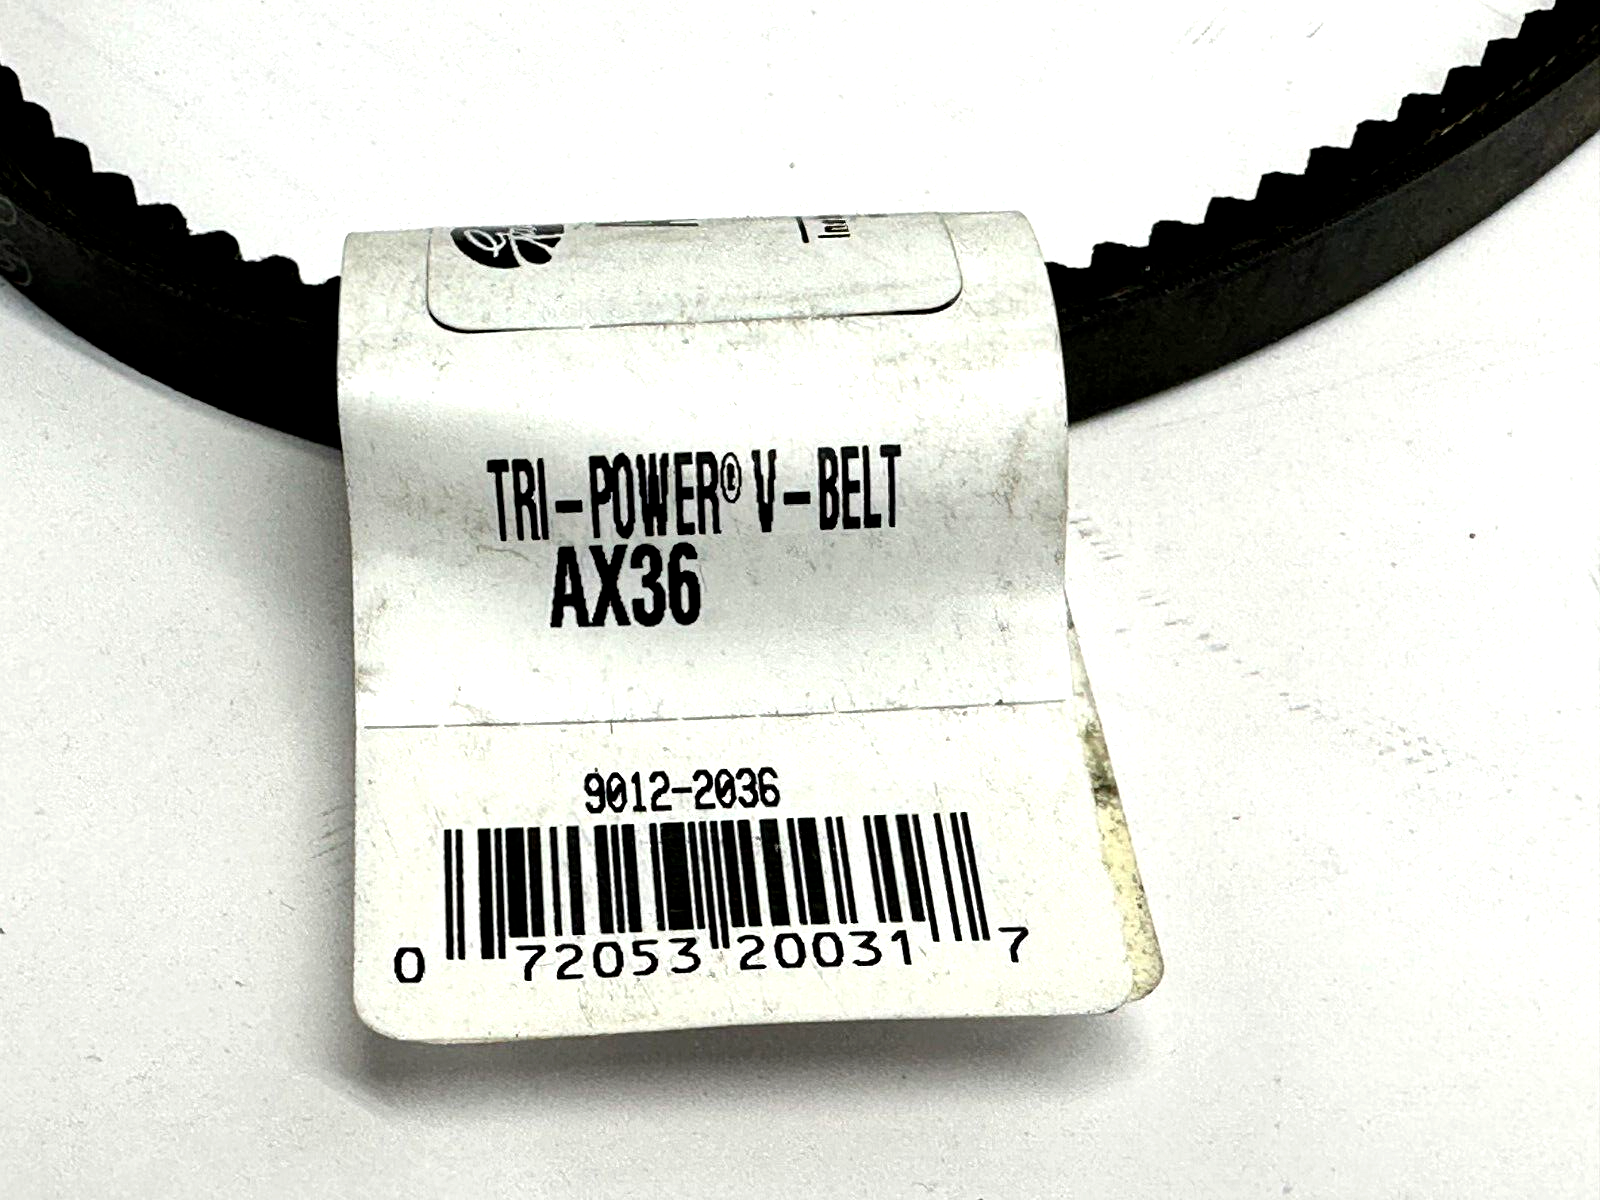 TRI-POWER® V-BELT
AX36
9012-2036
0 72053 20031 7